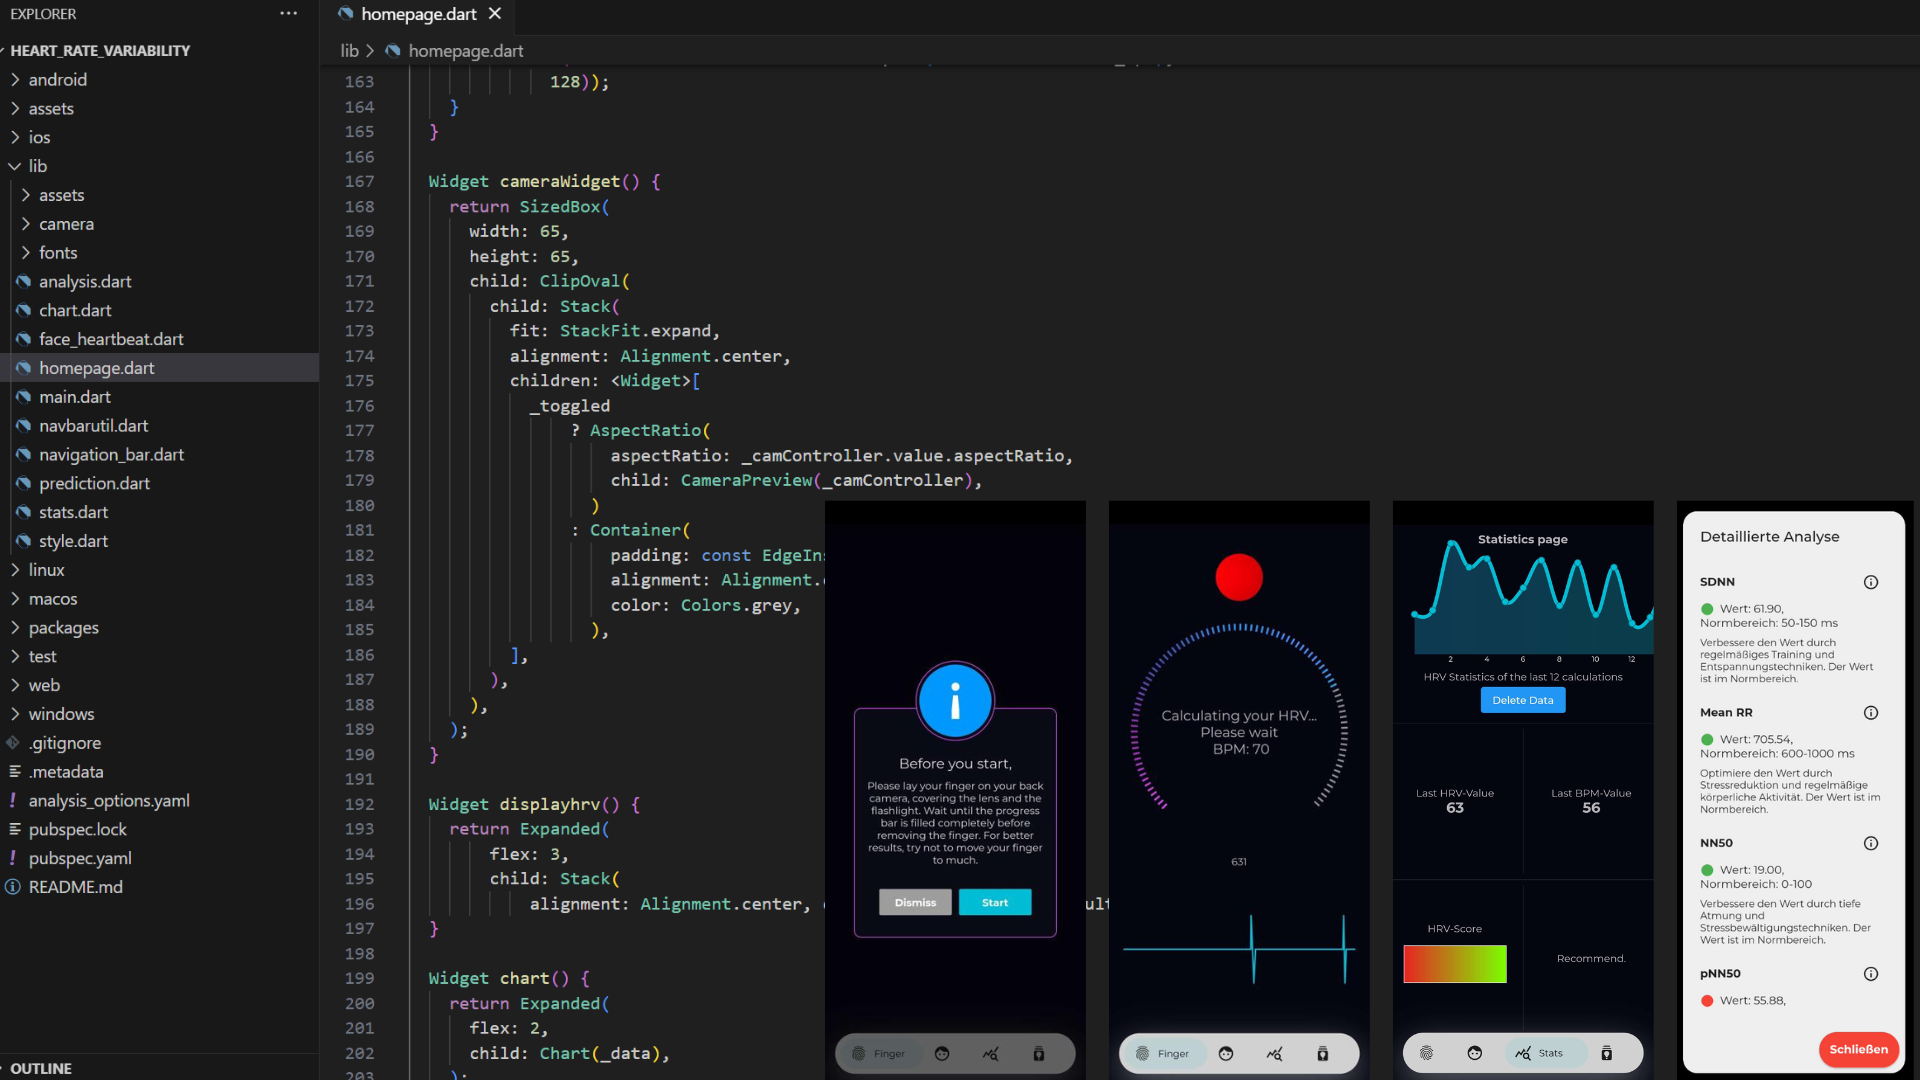 EXPLORER
HEART_RATE_VARIABILITY
android
assets
ios
lib
assets
camera
fonts
analysis.dart
chart.dart
face_heartbeat.dart
homepage.dart
main.dart
navbarutil.dart
navigation_bar.dart
prediction.dart
stats.dart
style.dart
linux
macos
packages
test
web
windows
.gitignore
.metadata
analysis_options.yaml
pubspec.lock
pubspec.yaml
README.md
OUTLINE
homepage.dart
lib > homepage.dart
163 128));
164 }
165 }
166
167 Widget cameraWidget() {
168 return SizedBox(
169 width: 65,
170 height: 65,
171 child: ClipOval(
172 child: Stack(
173 fit: StackFit.expand,
174 alignment: Alignment.center,
175 children: <Widget>[
176 _toggled
177 ? AspectRatio(
178 aspectRatio: _camController.value.aspectRatio,
179 child: CameraPreview(_camController),
180 )
181 : Container(
182 padding: const EdgeIns
183 alignment: Alignment.
184 color: Colors.grey,
185 ),
186 ],
187 ),
188 ),
189 );
190 }
191
192 Widget displayhrv() {
193 return Expanded(
194 flex: 3,
195 child: Stack(
196 alignment: Alignment.center, ult
197 }
198
199 Widget chart() {
200 return Expanded(
201 flex: 2,
202 child: Chart(_data),
203 );
Before you start,
Please lay your finger on your back
camera, covering the lens and the
flashlight. Wait until the progress
bar is filled completely before
removing the finger. For better
results, try not to move your finger
to much.
Dismiss Start
Finger
Calculating your HRV...
Please wait
BPM: 70
631
Finger
Statistics page
2 4 6 8 10 12
HRV Statistics of the last 12 calculations
Delete Data
Last HRV-Value
63
Last BPM-Value
56
HRV-Score
Recommend.
Stats
Detaillierte Analyse
SDNN
Wert: 61.90,
Normbereich: 50-150 ms
Verbessere den Wert durch
regelmäßiges Training und
Entspannungstechniken. Der Wert
ist im Normbereich.
Mean RR
Wert: 705.54,
Normbereich: 600-1000 ms
Optimiere den Wert durch
Stressreduktion und regelmäßige
körperliche Aktivität. Der Wert ist im
Normbereich.
NN50
Wert: 19.00,
Normbereich: 0-100
Verbessere den Wert durch tiefe
Atmung und
Stressbewältigungstechniken. Der
Wert ist im Normbereich.
pNN50
Wert: 55.88,
Schließen